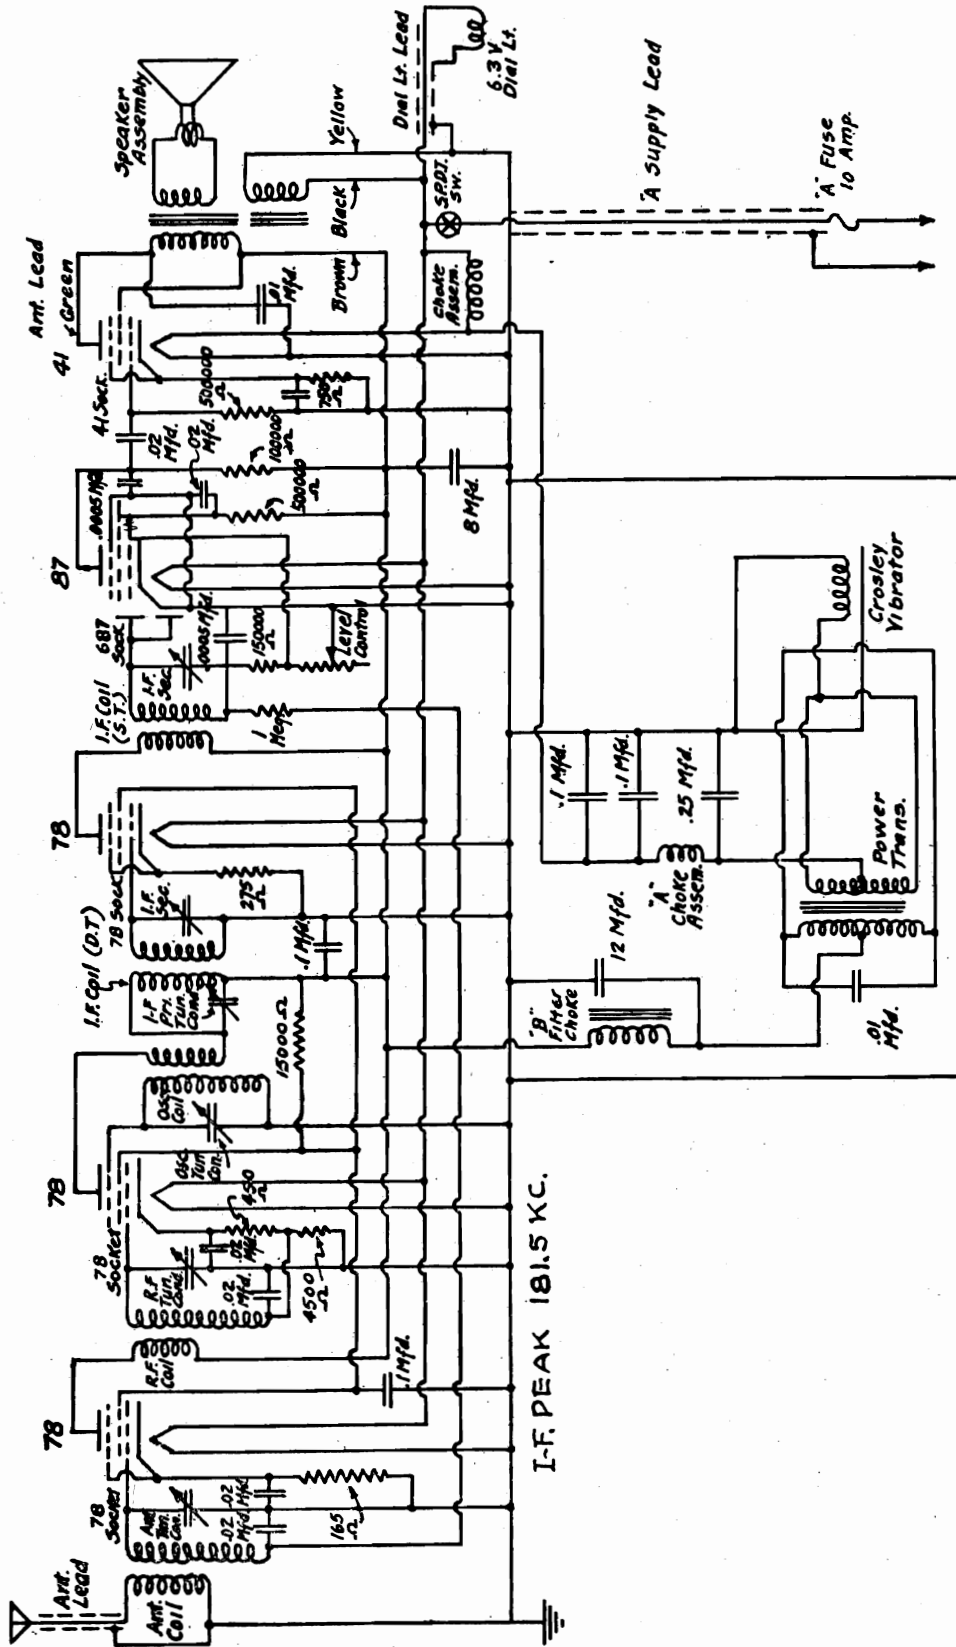 Ant.
Lead
Ant.
Coil
78
78
Socket
Ant.
Tun.
Con.
.02
Mfd.
.02
Mfd.
165
Ω
R.F.
Coil
.1 Mfd.
78
78
Socket
R.F.
Tun.
Cond.
.02
Mfd.
.02
Mfd.
450
Ω
4500
Ω
Osc.
Tun.
Con.
Osc.
Coil
15000 Ω
I.F. Coil (D.T)
I-F
Pri.
Tun.
Cond.
78
78 Sock
I.F.
Sec.
275
Ω
.1 Mfd.
I.F. Coil
(S.T.)
I-F.
Sec.
1
Meg
687
Sock
87
.0005 Mfd.
150000
Ω
Level
Control
.0005 Mfd
.02
Mfd.
500000
Ω
100000
Ω
.02
Mfd.
41 Sock.
41
500000
Ω
750
Ω
.01
Mfd.
Ant. Lead
Green
Brown
Black
Yellow
Speaker
Assembly
Choke
Assem.
S.P.D.T.
Sw.
Dial Lt. Lead
6.3 V
Dial Lt.
8 Mfd.
"A Supply Lead
"A" Fuse
10 Amp.
I-F. PEAK 181.5 KC.
"B"
Filter
Choke
12 Mfd.
.1 Mfd.
.1 Mfd.
.25 Mfd.
"A"
Choke
Assem.
Power
Trans.
.01
Mfd.
Crosley
Vibrator